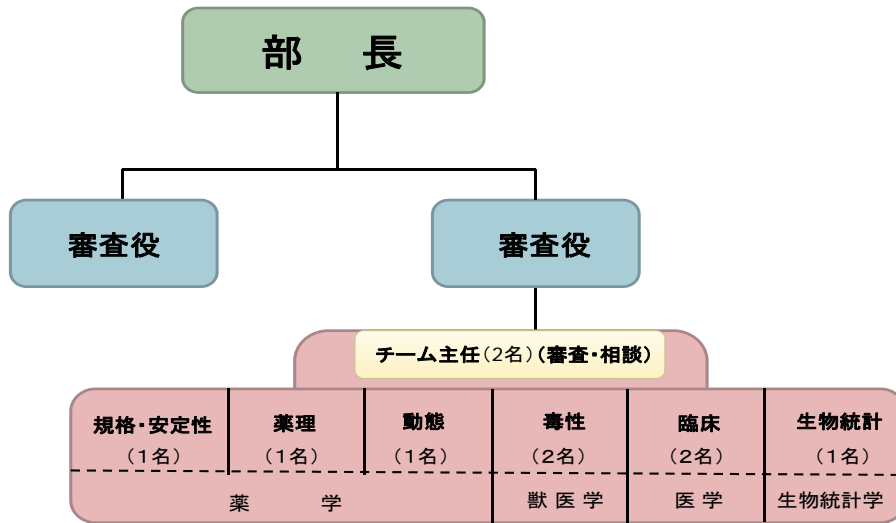 部 長
審査役
審査役
チーム主任(2名)(審査・相談)
規格・安定性 薬理 動態 毒性 臨床 生物統計
(1名) (1名) (1名) (2名) (2名) (1名)
薬 学 獣医学 医学 生物統計学